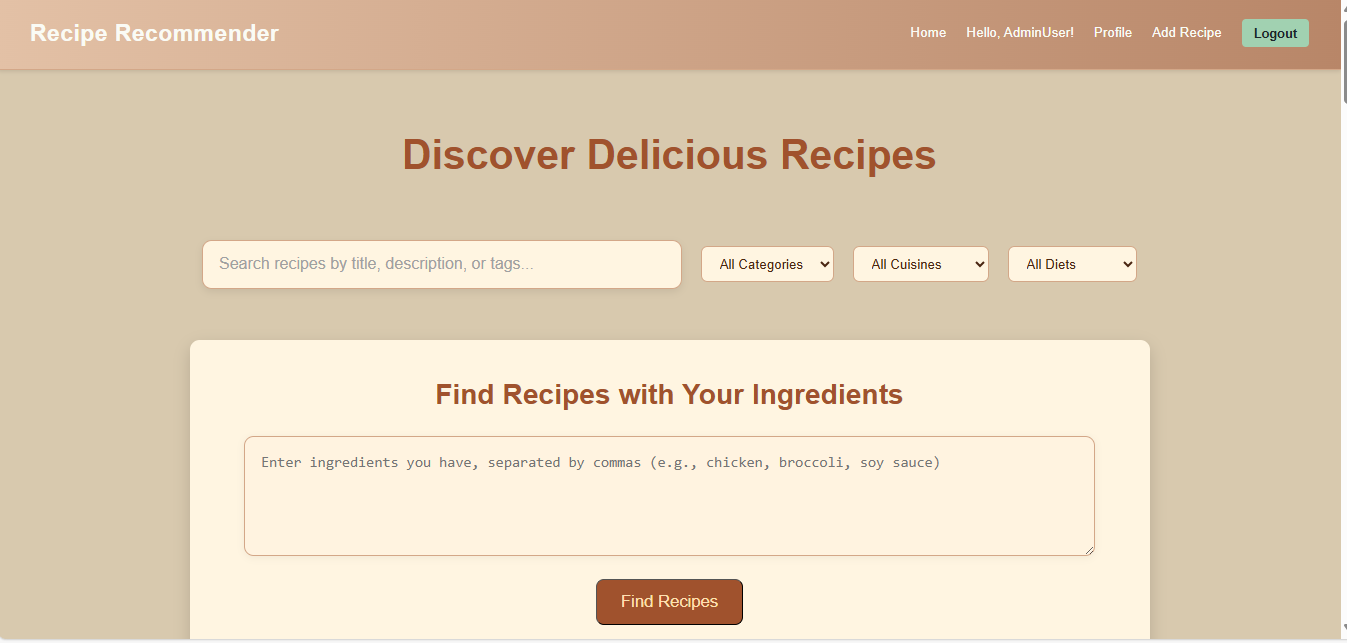 Recipe Recommender
Home Hello, AdminUser! Profile Add Recipe Logout
Discover Delicious Recipes
Search recipes by title, description, or tags... All Categories All Cuisines All Diets
Find Recipes with Your Ingredients
Enter ingredients you have, separated by commas (e.g., chicken, broccoli, soy sauce)
Find Recipes